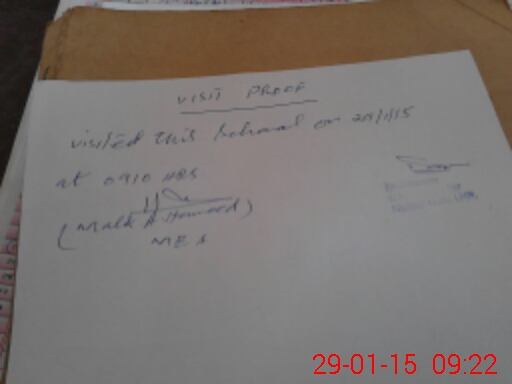 VISIT PROOF
visited this school on 29/1/15
at 0910 HRS
(Malik A Hameed)
MEA
29-01-15 09:22